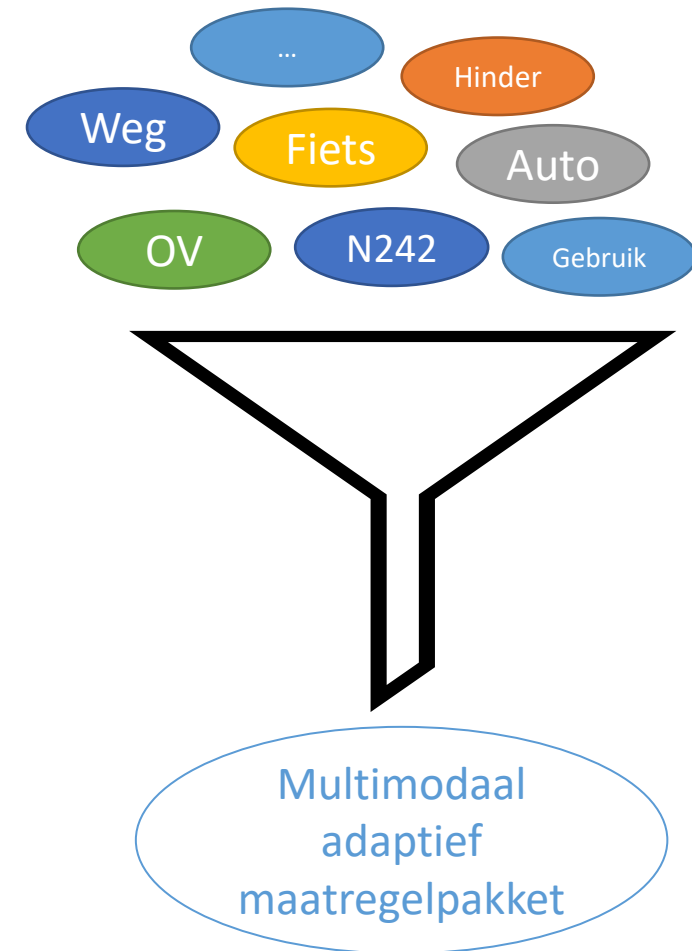 ...
Hinder
Weg
Fiets
Auto
OV
N242
Gebruik
Multimodaal
adaptief
maatregelpakket